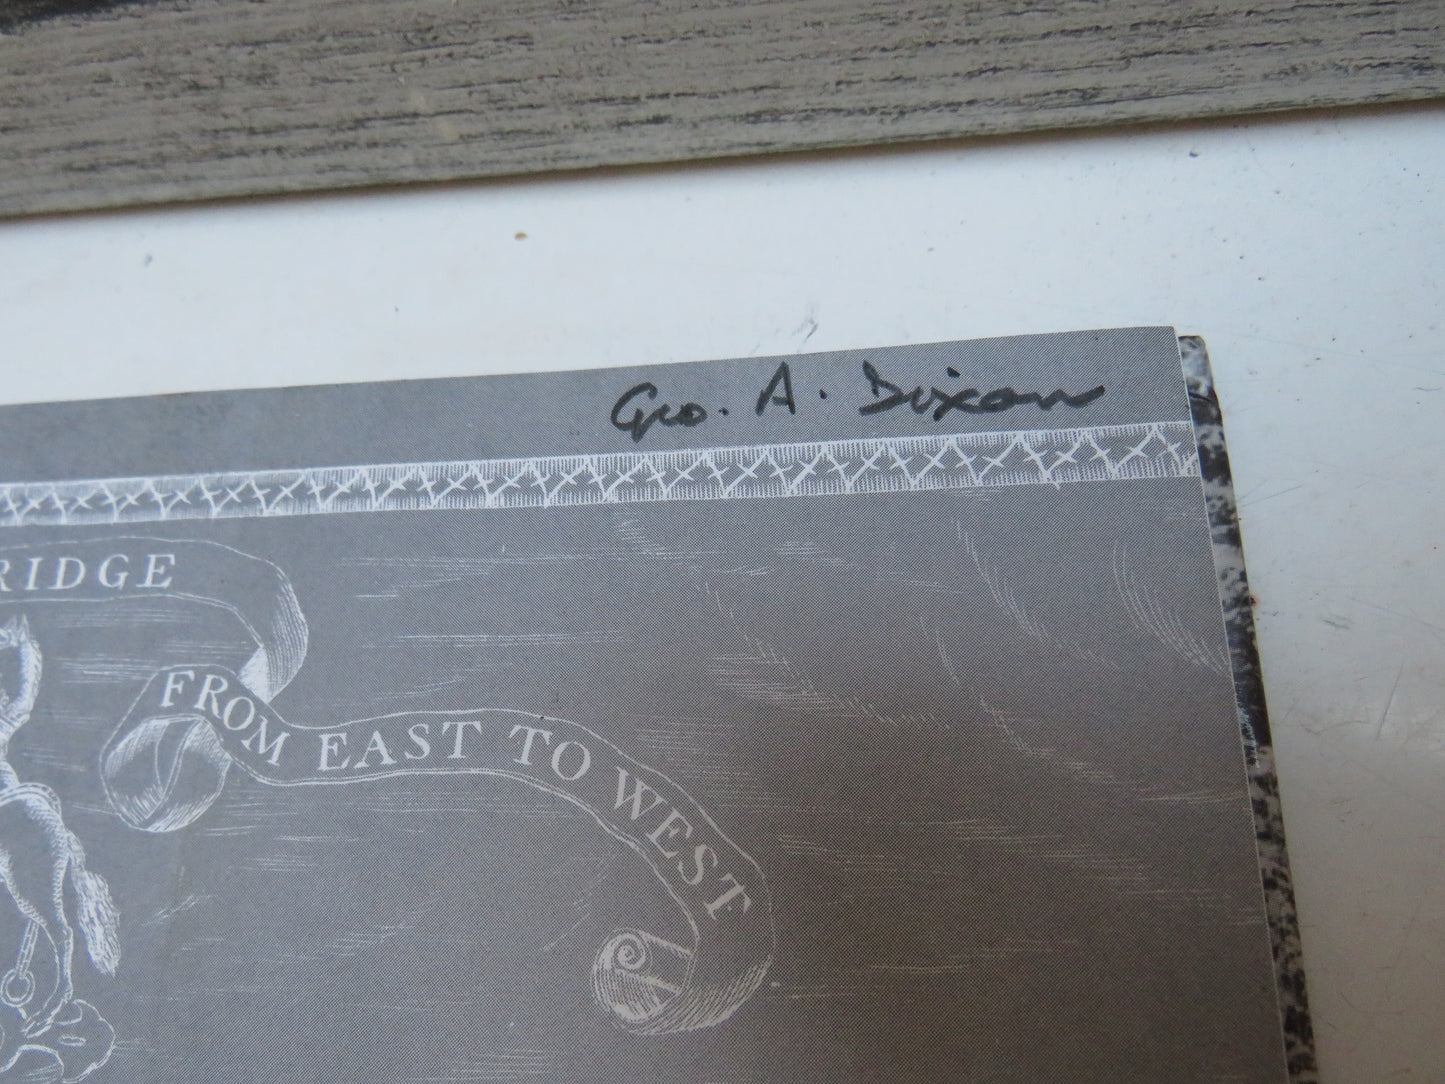 Geo. A. Dixon
RIDGE
FROM EAST TO WEST